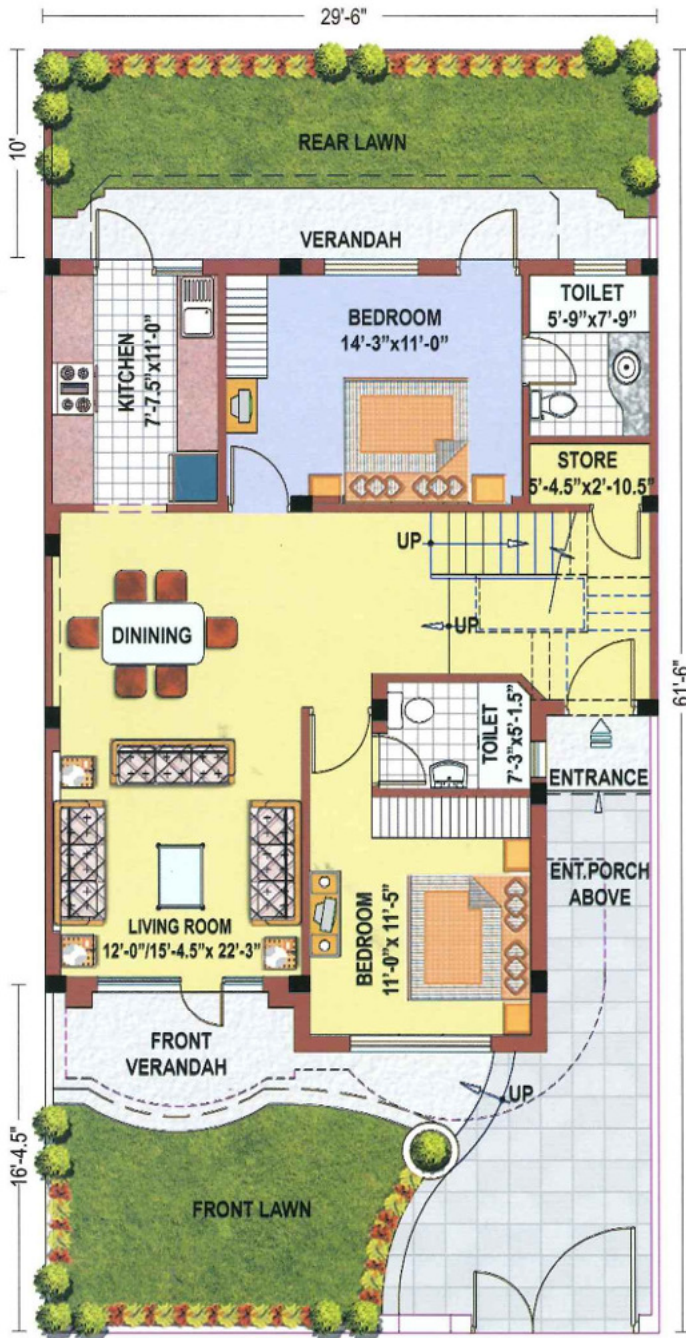 29'-6"
10'
REAR LAWN
VERANDAH
KITCHEN
7'-7.5"x11'-0"
BEDROOM
14'-3"x11'-0"
TOILET
5'-9"x7'-9"
STORE
5'-4.5"x2'-10.5"
UP
UP
DINING
61'-6"
TOILET
7'-3"x5'-1.5"
ENTRANCE
ENT.PORCH
ABOVE
LIVING ROOM
12'-0"/15'-4.5"x 22'-3"
BEDROOM
11'-0"x 11'-5"
FRONT
VERANDAH
UP
16'-4.5"
FRONT LAWN